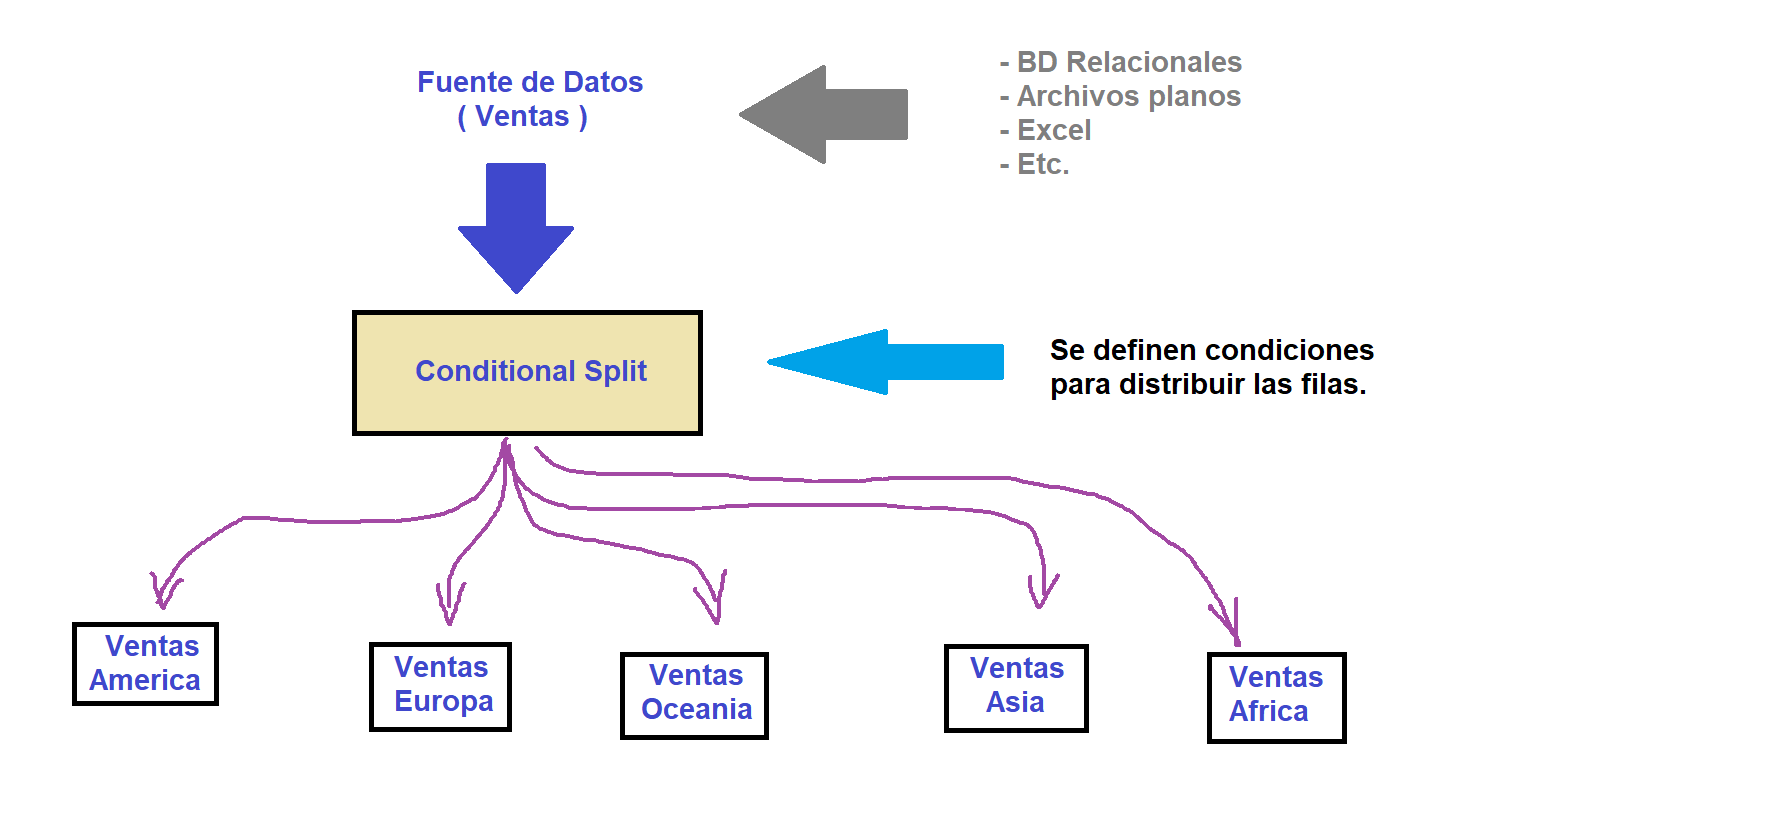 Fuente de Datos
( Ventas )
- BD Relacionales
- Archivos planos
- Excel
- Etc.
Conditional Split
Se definen condiciones
para distribuir las filas.
Ventas
America
Ventas
Europa
Ventas
Oceania
Ventas
Asia
Ventas
Africa